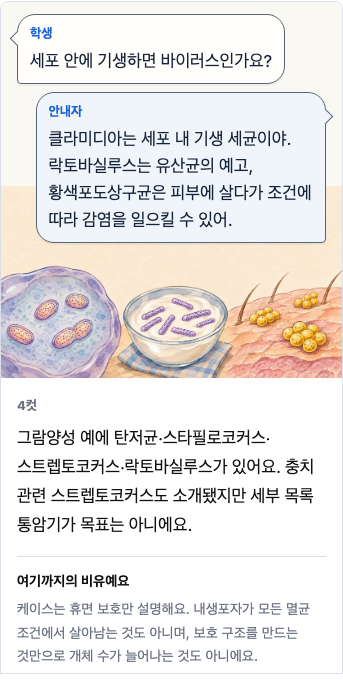 학생
세포 안에 기생하면 바이러스인가요?
안내자
클라미디아는 세포 내 기생 세균이야.
락토바실루스는 유산균의 예고,
황색포도상구균은 피부에 살다가 조건에
따라 감염을 일으킬 수 있어.
4컷
그람양성 예에 탄저균·스타필로코커스·
스트렙토코커스·락토바실루스가 있어요. 충치
관련 스트렙토코커스도 소개됐지만 세부 목록
통암기가 목표는 아니에요.
여기까지의 비유예요
케이스는 휴면 보호만 설명해요. 내생포자가 모든 멸균
조건에서 살아남는 것도 아니며, 보호 구조를 만드는
것만으로 개체 수가 늘어나는 것도 아니에요.